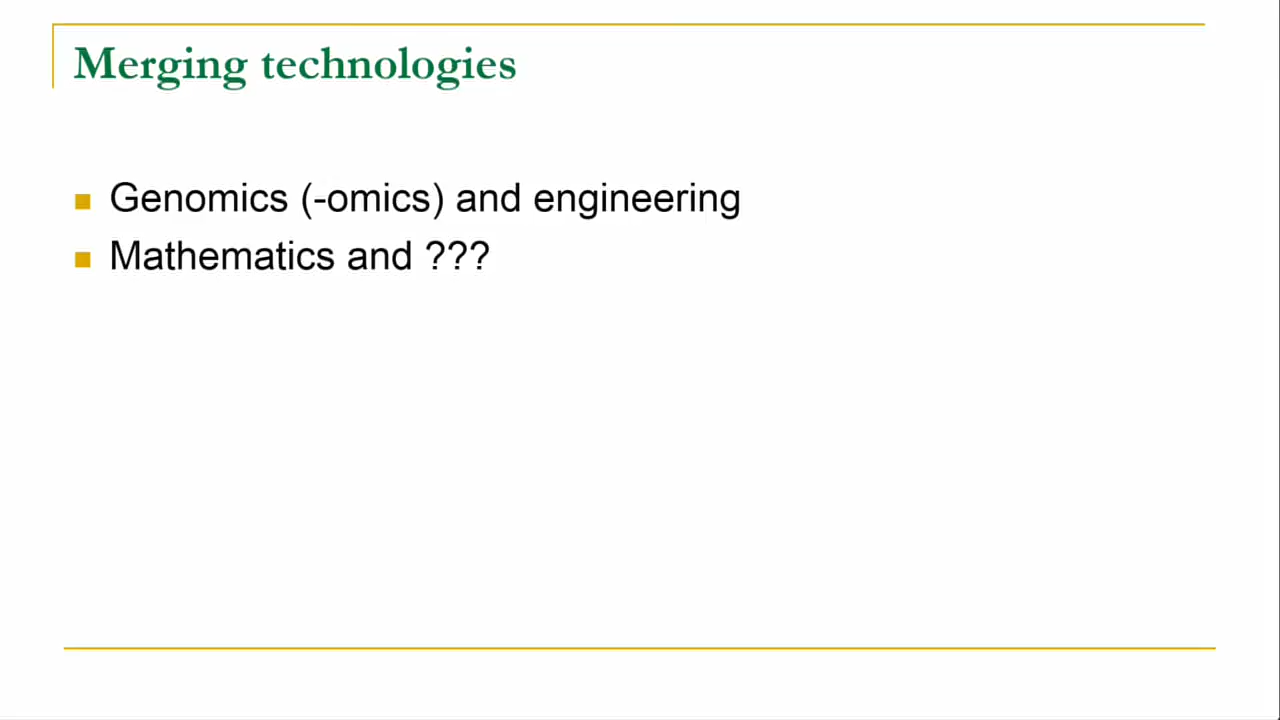 Merging technologies
Genomics (-omics) and engineering
Mathematics and ???